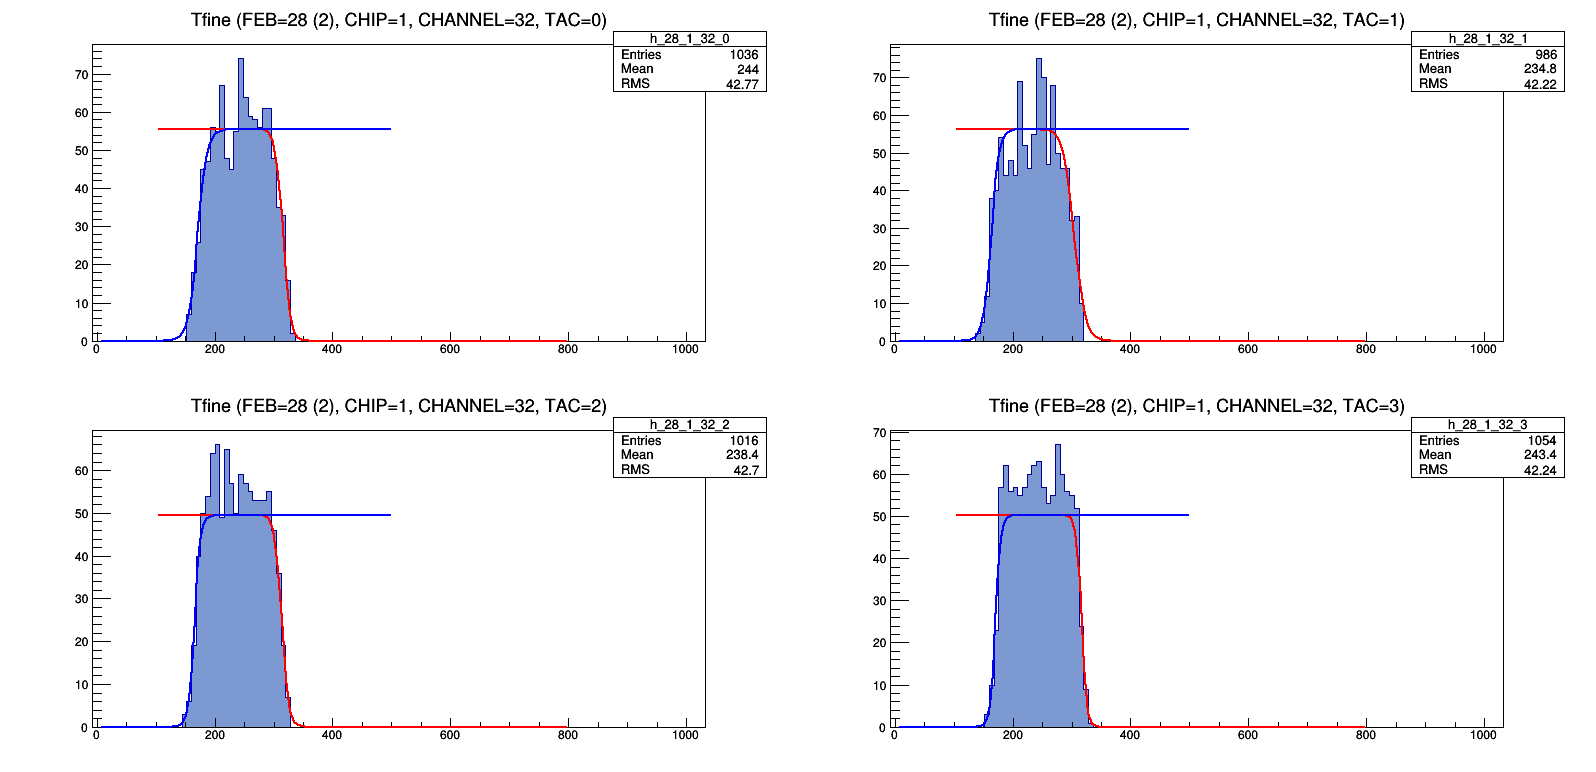 Tfine (FEB=28 (2), CHIP=1, CHANNEL=32, TAC=0)
h_28_1_32_0
Entries 1036
Mean 244
RMS 42.77
70
60
50
40
30
20
10
0
0 200 400 600 800 1000
Tfine (FEB=28 (2), CHIP=1, CHANNEL=32, TAC=1)
h_28_1_32_1
Entries 986
Mean 234.8
RMS 42.22
70
60
50
40
30
20
10
0
0 200 400 600 800 1000
Tfine (FEB=28 (2), CHIP=1, CHANNEL=32, TAC=2)
h_28_1_32_2
Entries 1016
Mean 238.4
RMS 42.7
60
50
40
30
20
10
0
0 200 400 600 800 1000
Tfine (FEB=28 (2), CHIP=1, CHANNEL=32, TAC=3)
h_28_1_32_3
Entries 1054
Mean 243.4
RMS 42.24
70
60
50
40
30
20
10
0
0 200 400 600 800 1000